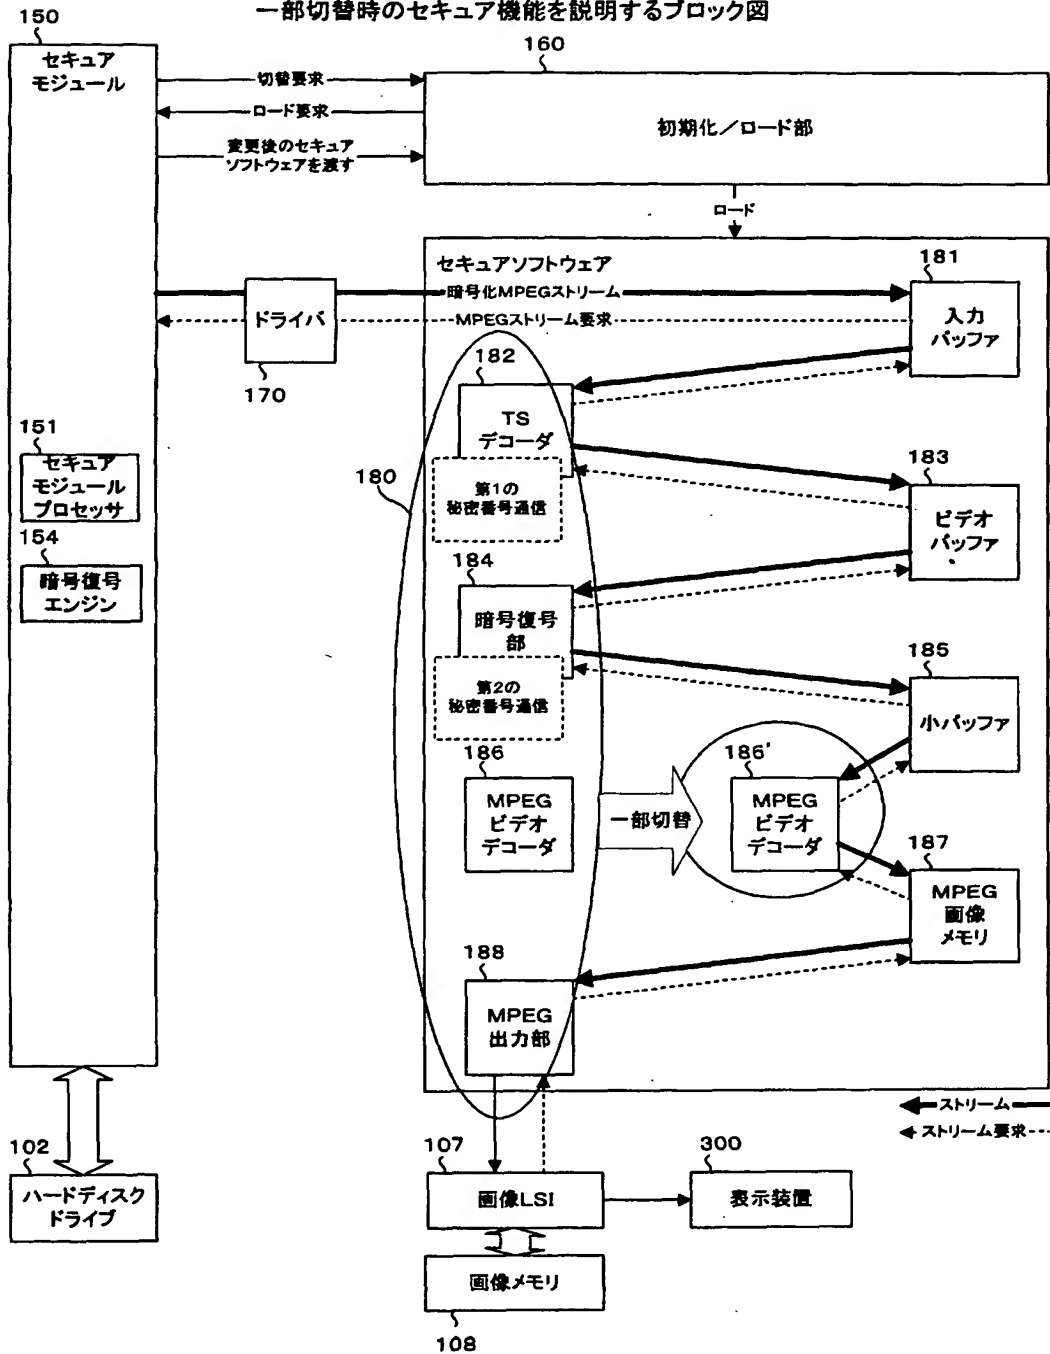 一部切替時のセキュア機能を説明するブロック図
150
セキュア
モジュール
切替要求
ロード要求
変更後のセキュア
ソフトウェアを渡す
160
初期化／ロード部
ロード
セキュアソフトウェア
暗号化MPEGストリーム
MPEGストリーム要求
ドライバ
170
181
入力
バッファ
182
TS
デコーダ
第1の
秘密番号通信
180
183
ビデオ
バッファ
151
セキュア
モジュール
プロセッサ
154
暗号復号
エンジン
184
暗号復号
部
第2の
秘密番号通信
185
小バッファ
186
MPEG
ビデオ
デコーダ
一部切替
186'
MPEG
ビデオ
デコーダ
187
MPEG
画像
メモリ
188
MPEG
出力部
ストリーム
ストリーム要求
102
ハードディスク
ドライブ
107
画像LSI
300
表示装置
画像メモリ
108